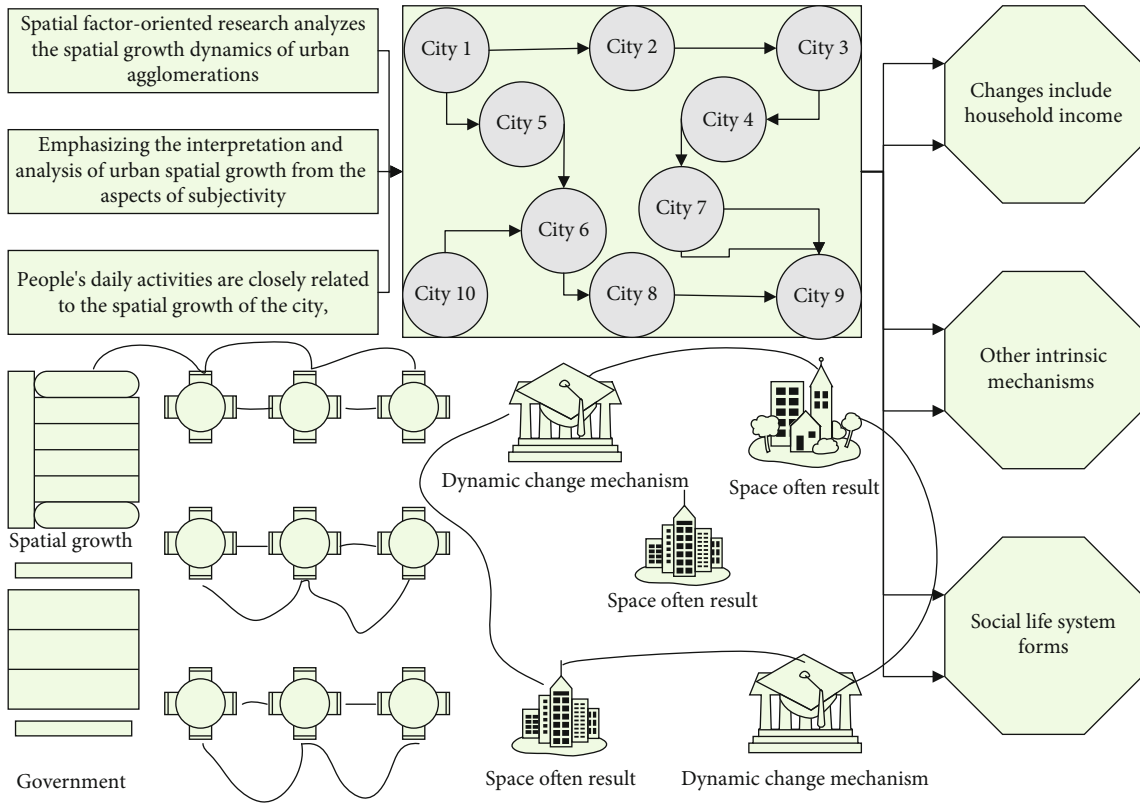 Spatial factor-oriented research analyzes
the spatial growth dynamics of urban
agglomerations
Emphasizing the interpretation and
analysis of urban spatial growth from the
aspects of subjectivity
People's daily activities are closely related
to the spatial growth of the city,
City 1
City 2
City 3
City 5
City 4
City 6
City 7
City 10
City 8
City 9
Changes include
household income
Other intrinsic
mechanisms
Social life system
forms
Spatial growth
Government
Dynamic change mechanism
Space often result
Space often result
Space often result
Dynamic change mechanism